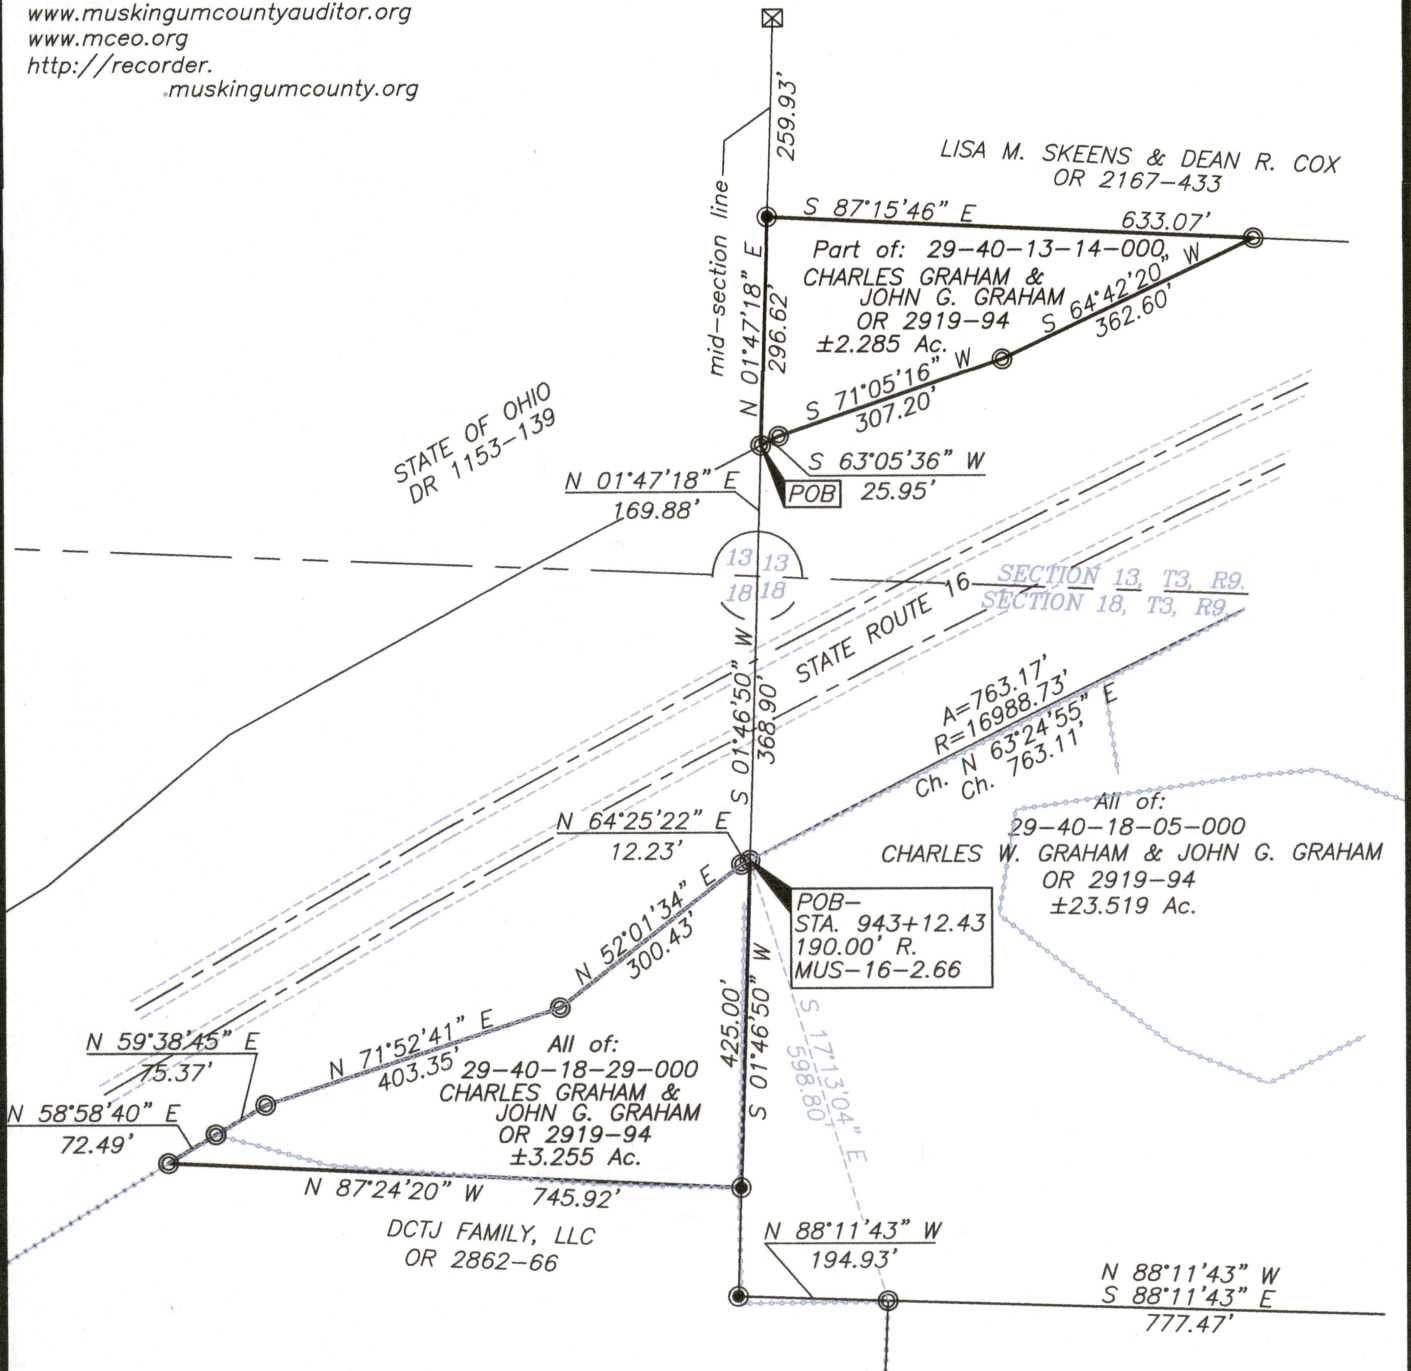 www.muskingumcountyauditor.org
www.mceo.org
http://recorder.
.muskingumcounty.org
259.93'
mid-section line
LISA M. SKEENS & DEAN R. COX
OR 2167-433
S 87°15'46" E 633.07'
Part of: 29-40-13-14-000
CHARLES GRAHAM &
JOHN G. GRAHAM
OR 2919-94
±2.285 Ac.
N 01°47'18" E
296.62'
S 64°42'20" W
362.60'
S 71°05'16" W
307.20'
S 63°05'36" W
25.95'
POB
STATE OF OHIO
DR 1153-139
N 01°47'18" E
169.88'
13 13
18 18
SECTION 13, T3, R9.
SECTION 18, T3, R9
STATE ROUTE 16
S 01°46'50" W
368.90'
A=763.17'
R=16988.73'
Ch. N 63°24'55" E
Ch. 763.11'
N 64°25'22" E
12.23'
All of:
29-40-18-05-000
CHARLES W. GRAHAM & JOHN G. GRAHAM
OR 2919-94
±23.519 Ac.
POB-
STA. 943+12.43
190.00' R.
MUS-16-2.66
N 52°01'34" E
300.43'
425.00'
S 01°46'50" W
S 17°13'04" E
598.80'
N 59°38'45" E
75.37'
N 71°52'41" E
403.35'
All of:
29-40-18-29-000
CHARLES GRAHAM &
JOHN G. GRAHAM
OR 2919-94
±3.255 Ac.
N 58°58'40" E
72.49'
N 87°24'20" W 745.92'
DCTJ FAMILY, LLC
OR 2862-66
N 88°11'43" W
194.93'
N 88°11'43" W
S 88°11'43" E
777.47'